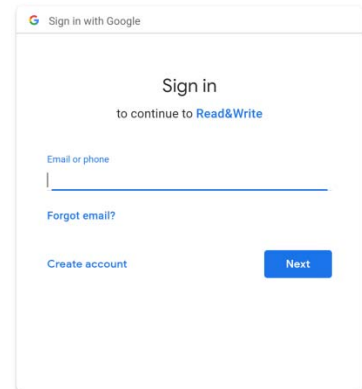 Sign in with Google
Sign in
to continue to Read&Write
Email or phone
Forgot email?
Create account
Next